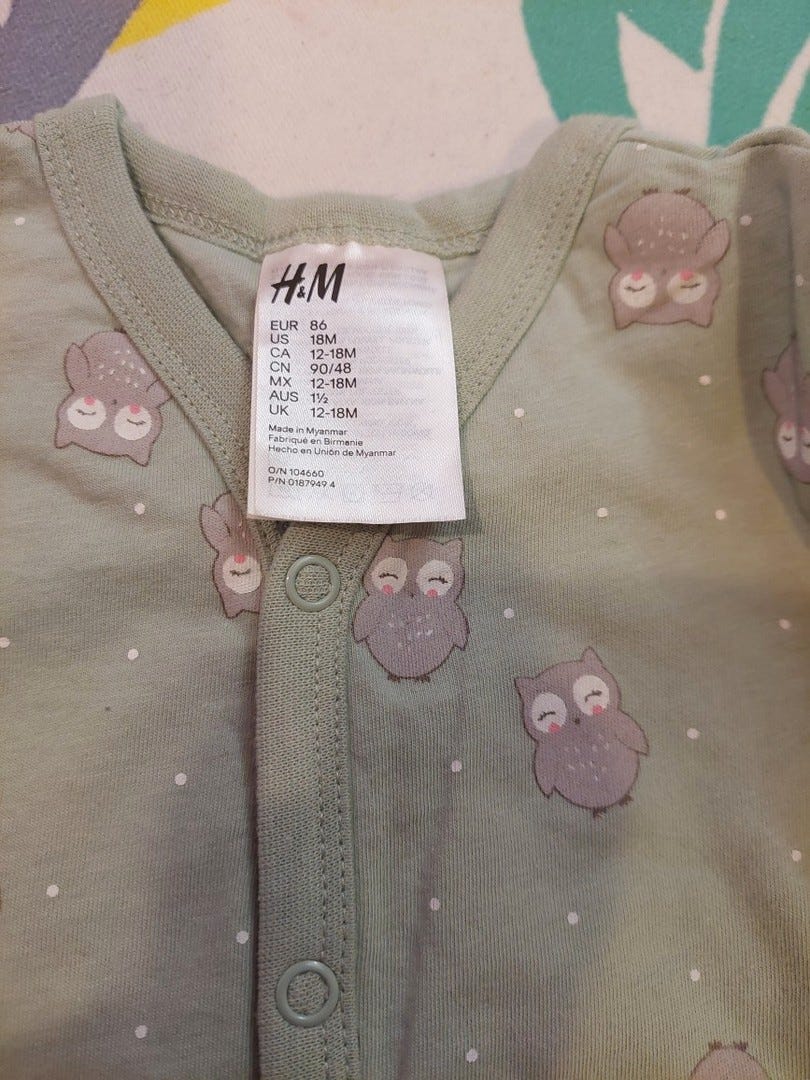 H&M
EUR 86
US 18M
CA 12-18M
CN 90/48
MX 12-18M
AUS 1½
UK 12-18M
Made in Myanmar
Fabriqué en Birmanie
Hecho en Unión de Myanmar
O/N 104660
P/N 0187949 4